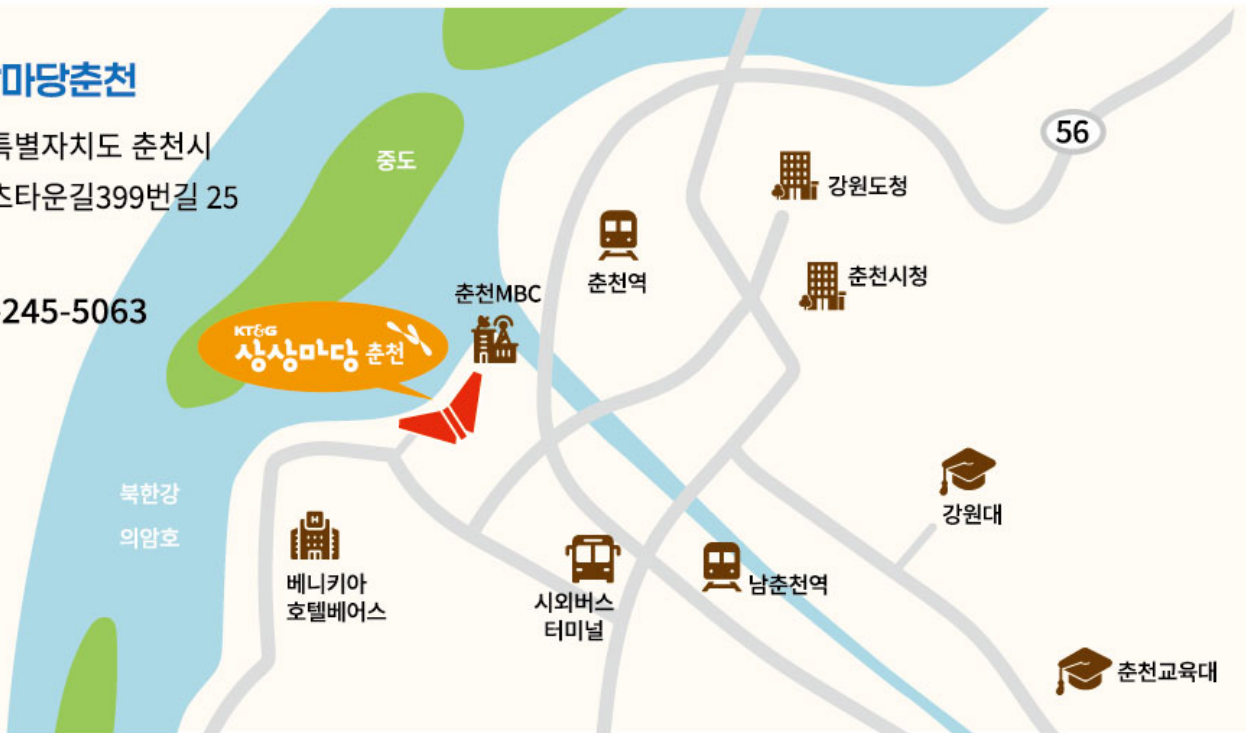 마당춘천
특별자치도 춘천시
츠타운길399번길 25
-245-5063
56
중도
강원도청
춘천역
춘천시청
춘천MBC
KT&G
상상마당 춘천
북한강
의암호
강원대
베니키아
호텔베어스
시외버스
터미널
남춘천역
춘천교육대